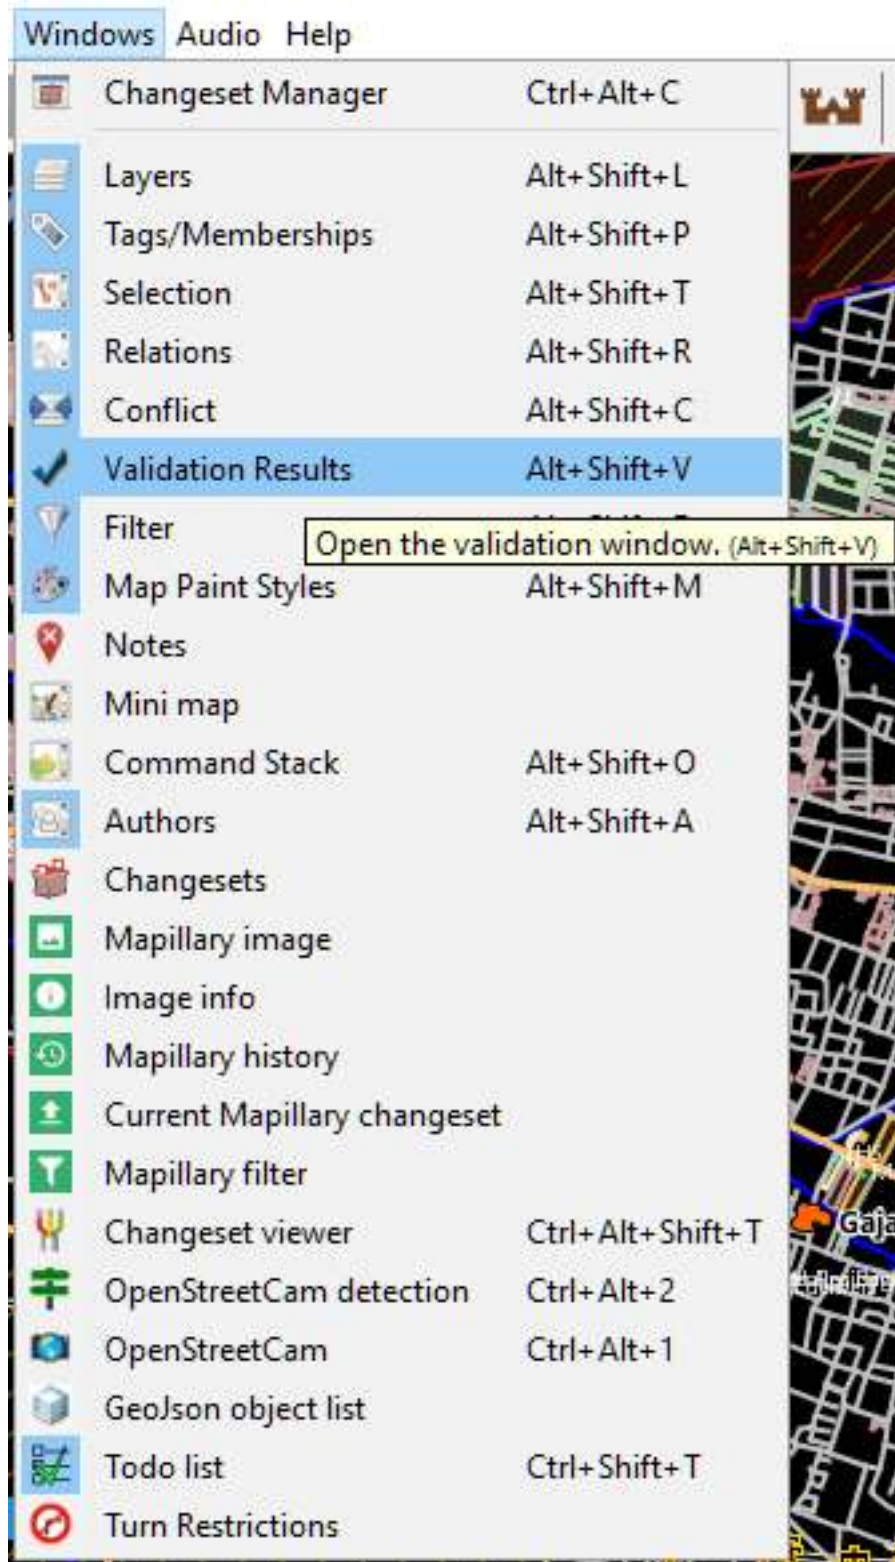 Windows Audio Help
Changeset Manager Ctrl+Alt+C
Layers Alt+Shift+L
Tags/Memberships Alt+Shift+P
Selection Alt+Shift+T
Relations Alt+Shift+R
Conflict Alt+Shift+C
Validation Results Alt+Shift+V
Filter
Open the validation window. (Alt+Shift+V)
Map Paint Styles Alt+Shift+M
Notes
Mini map
Command Stack Alt+Shift+O
Authors Alt+Shift+A
Changesets
Mapillary image
Image info
Mapillary history
Current Mapillary changeset
Mapillary filter
Changeset viewer Ctrl+Alt+Shift+T
Gaja
OpenStreetCam detection Ctrl+Alt+2
OpenStreetCam Ctrl+Alt+1
GeoJson object list
Todo list Ctrl+Shift+T
Turn Restrictions